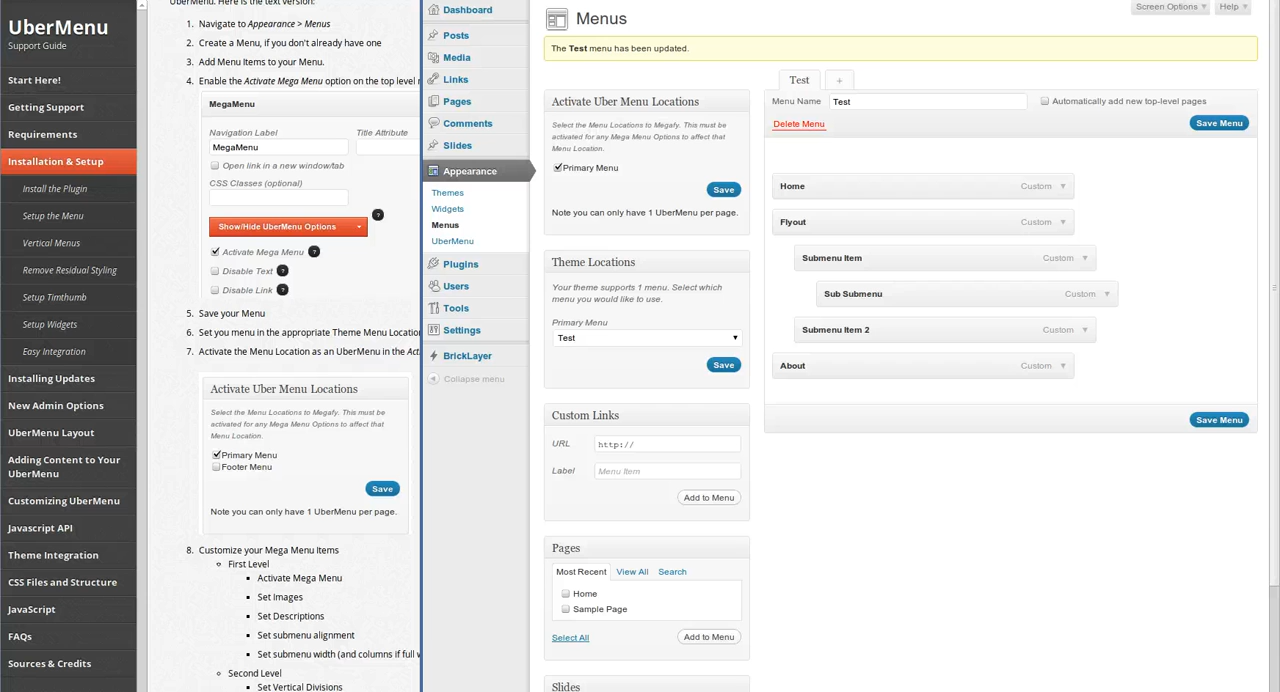 UberMenu
Support Guide
Start Here!
Getting Support
Requirements
Installation & Setup
Install the Plugin
Setup the Menu
Vertical Menus
Remove Residual Styling
Setup Timthumb
Setup Widgets
Easy Integration
Installing Updates
New Admin Options
UberMenu Layout
Adding Content to Your
UberMenu
Customizing UberMenu
Javascript API
Theme Integration
CSS Files and Structure
JavaScript
FAQs
Sources & Credits
UberMenu. Here is the text version:
1. Navigate to Appearance > Menus
2. Create a Menu, if you don't already have one
3. Add Menu Items to your Menu.
4. Enable the Activate Mega Menu option on the top level
MegaMenu
Navigation Label
Title Attribute
MegaMenu
Open link in a new window/tab
CSS Classes (optional)
?
Show/Hide UberMenu Options
Activate Mega Menu ?
Disable Text ?
Disable Link ?
5. Save your Menu
6. Set you menu in the appropriate Theme Menu Locatio
7. Activate the Menu Location as an UberMenu in the Act
Activate Uber Menu Locations
Select the Menu Locations to Megafy. This must be
activated for any Mega Menu Options to affect that
Menu Location.
Primary Menu
Footer Menu
Save
Note you can only have 1 UberMenu per page.
8. Customize your Mega Menu Items
First Level
Activate Mega Menu
Set Images
Set Descriptions
Set submenu alignment
Set submenu width (and columns if full w
Second Level
Set Vertical Divisions
Dashboard
Posts
Media
Links
Pages
Comments
Slides
Appearance
Themes
Widgets
Menus
UberMenu
Plugins
Users
Tools
Settings
BrickLayer
Collapse menu
Screen Options
Help
Menus
The Test menu has been updated.
Activate Uber Menu Locations
Select the Menu Locations to Megafy. This must be
activated for any Mega Menu Options to affect that
Menu Location.
Primary Menu
Save
Note you can only have 1 UberMenu per page.
Theme Locations
Your theme supports 1 menu. Select which
menu you would like to use.
Primary Menu
Test
Save
Custom Links
URL http://
Label Menu Item
Add to Menu
Pages
Most Recent View All Search
Home
Sample Page
Select All
Add to Menu
Slides
Test +
Menu Name Test
Automatically add new top-level pages
Delete Menu
Save Menu
Home Custom
Flyout Custom
Submenu Item Custom
Sub Submenu Custom
Submenu Item 2 Custom
About Custom
Save Menu